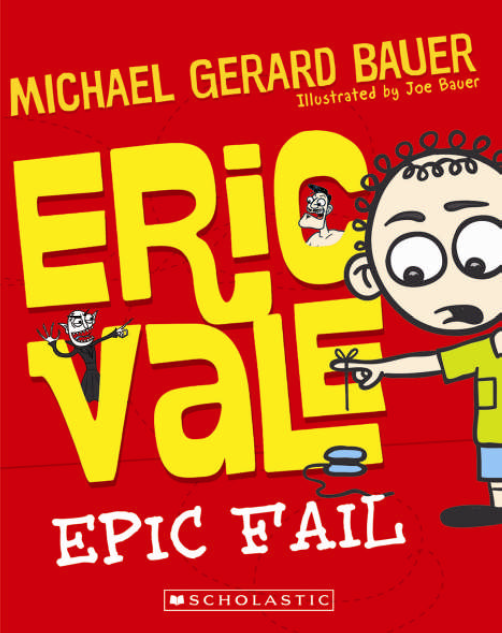 MICHAEL GERARD BAUER
Illustrated by Joe Bauer
ERiC
VaLE
EPIC FAIL
SCHOLASTIC